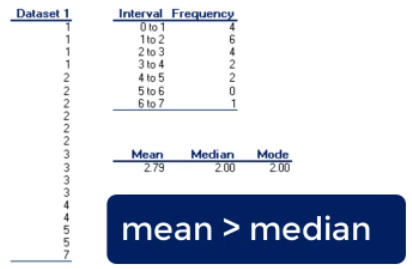 Dataset 1
1
1
1
1
2
2
2
2
2
2
3
3
3
3
4
4
5
5
7
Interval Frequency
0 to 1 4
1 to 2 6
2 to 3 4
3 to 4 2
4 to 5 2
5 to 6 0
6 to 7 1
Mean Median Mode
2.79 2.00 2.00
mean > median